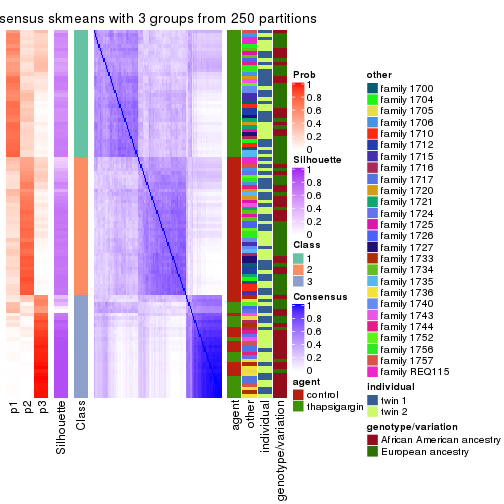 sensus skmeans with 3 groups from 250 partitions
p1
p2
p3
Silhouette
Class
agent
other
individual
genotype/variation
Prob
1
0.8
0.6
0.4
0.2
0
Silhouette
1
0.8
0.6
0.4
0.2
0
Class
1
2
3
Consensus
1
0.8
0.6
0.4
0.2
0
agent
control
thapsigargin
other
family 1700
family 1704
family 1705
family 1706
family 1710
family 1712
family 1715
family 1716
family 1717
family 1720
family 1721
family 1724
family 1725
family 1726
family 1727
family 1733
family 1734
family 1735
family 1736
family 1740
family 1743
family 1744
family 1752
family 1756
family 1757
family REQ115
individual
twin 1
twin 2
genotype/variation
African American ancestry
European ancestry